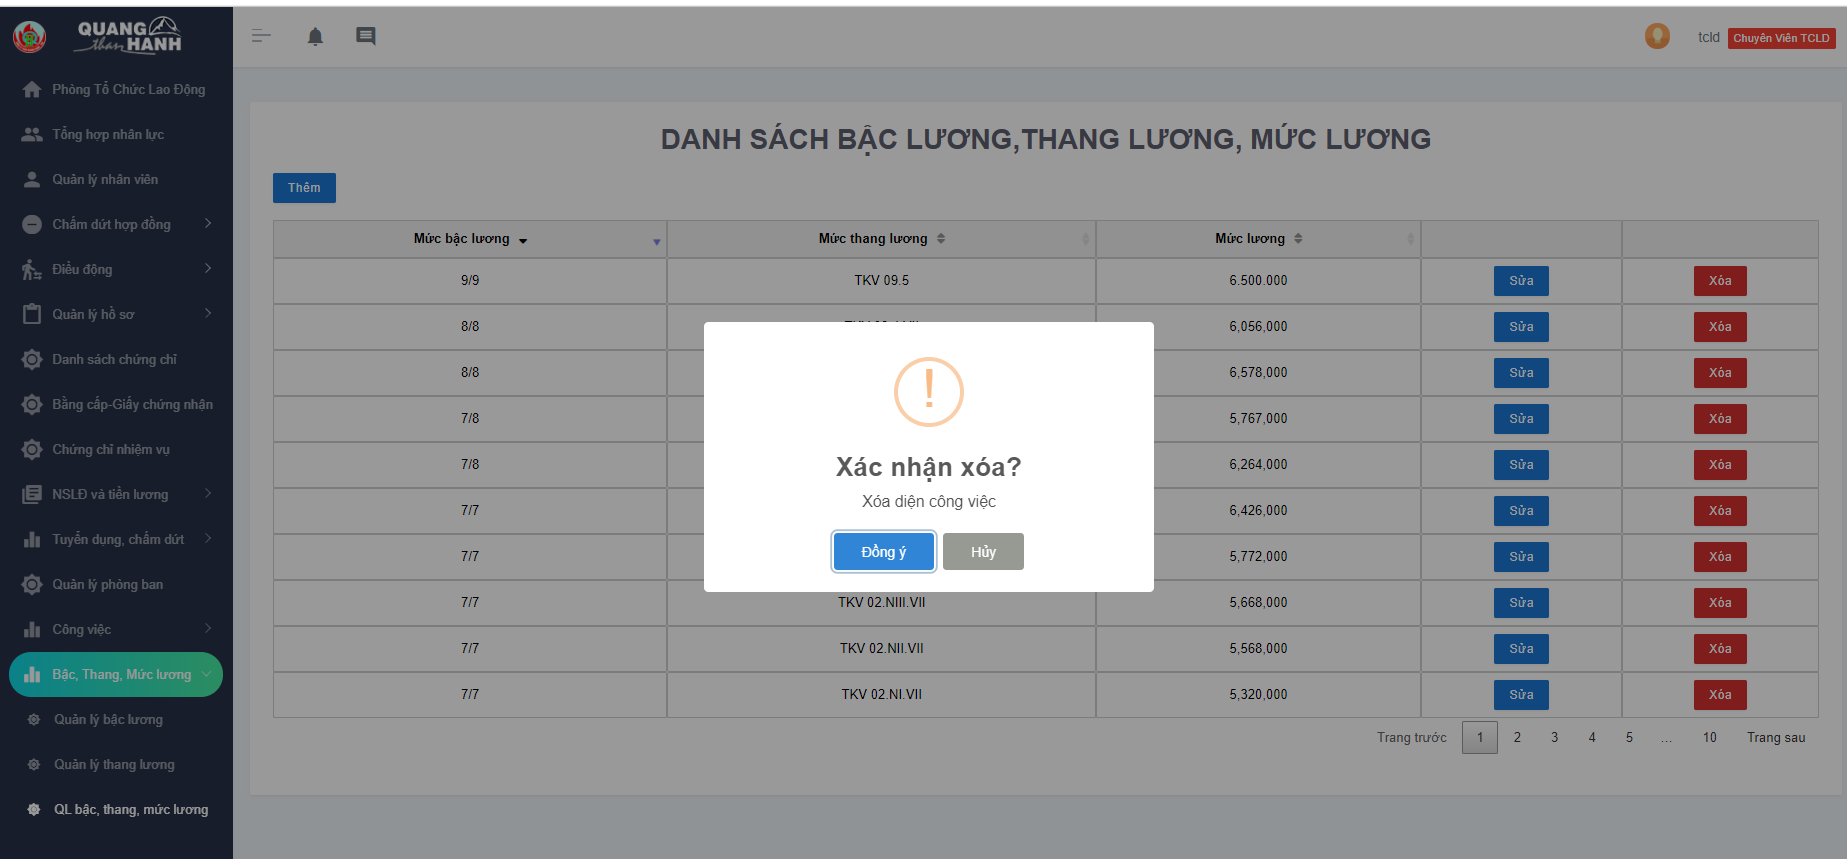 QUANG
than HANH
tcld Chuyên Viên TCLD
Phòng Tổ Chức Lao Động
Tổng hợp nhân lực
Quản lý nhân viên
Chấm dứt hợp đồng
Điều động
Quản lý hồ sơ
Danh sách chứng chỉ
Bằng cấp-Giấy chứng nhận
Chứng chỉ nhiệm vụ
NSLĐ và tiền lương
Tuyển dụng, chấm dứt
Quản lý phòng ban
Công việc
Bậc, Thang, Mức lương
Quản lý bậc lương
Quản lý thang lương
QL bậc, thang, mức lương
DANH SÁCH BẬC LƯƠNG,THANG LƯƠNG, MỨC LƯƠNG
Thêm
Mức bậc lương Mức thang lương Mức lương
9/9 TKV 09.5 6.500.000 Sửa Xóa
8/8 6,056,000 Sửa Xóa
8/8 6,578,000 Sửa Xóa
7/8 5,767,000 Sửa Xóa
7/8 6,264,000 Sửa Xóa
7/7 6,426,000 Sửa Xóa
7/7 5,772,000 Sửa Xóa
7/7 TKV 02.NIII.VII 5,668,000 Sửa Xóa
7/7 TKV 02.NII.VII 5,568,000 Sửa Xóa
7/7 TKV 02.NI.VII 5,320,000 Sửa Xóa
!
Xác nhận xóa?
Xóa diện công việc
Đồng ý Hủy
Trang trước 1 2 3 4 5 ... 10 Trang sau